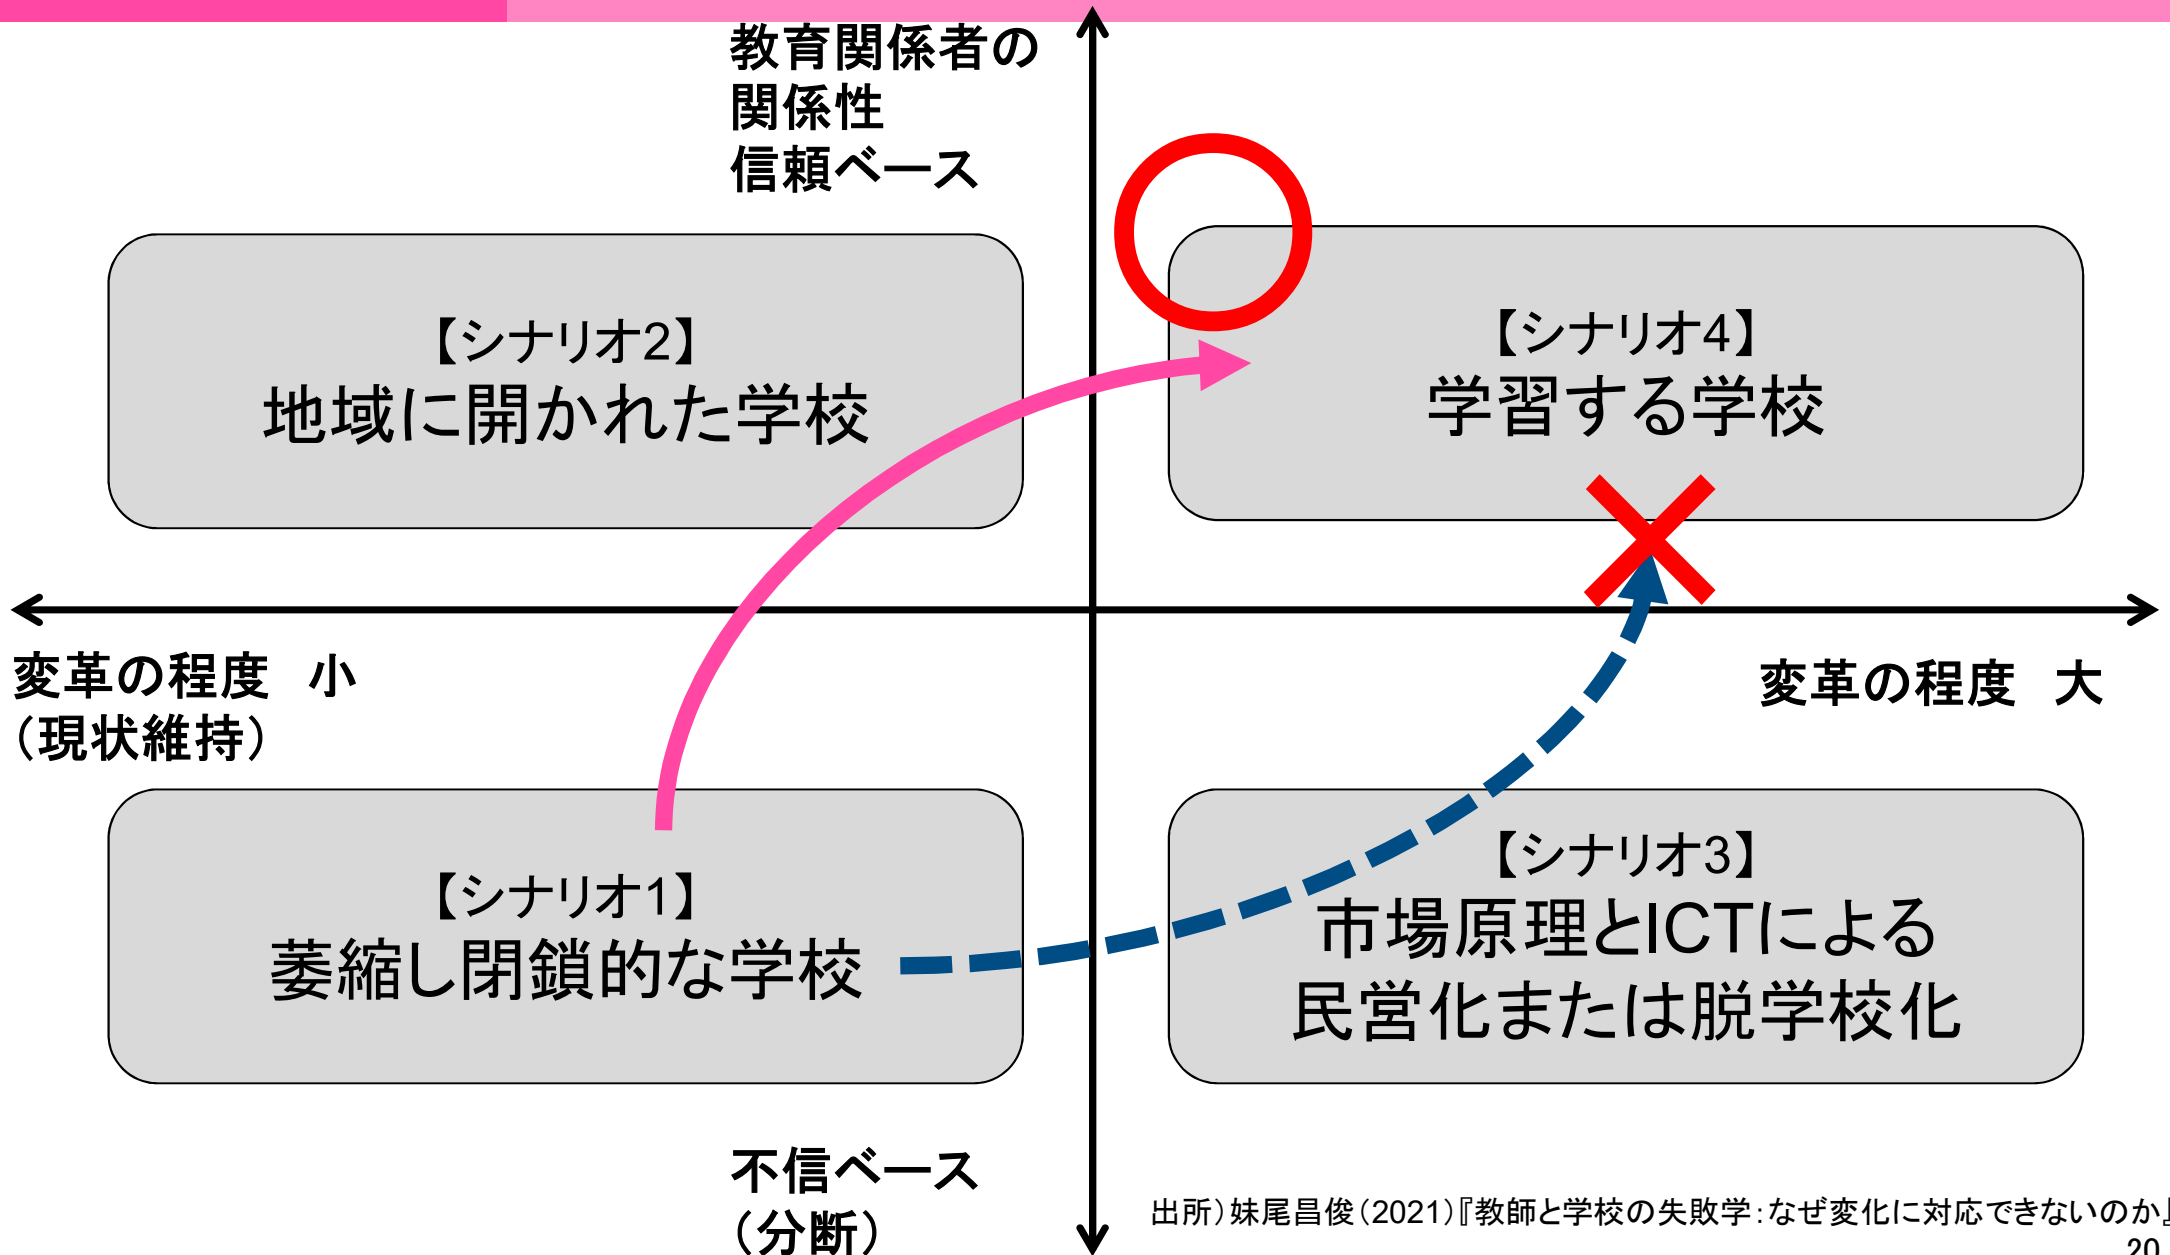 教育関係者の
関係性
信頼ベース
【シナリオ2】
地域に開かれた学校
【シナリオ4】
学習する学校
変革の程度　小
（現状維持）
変革の程度　大
【シナリオ1】
萎縮し閉鎖的な学校
【シナリオ3】
市場原理とICTによる
民営化または脱学校化
不信ベース
（分断）
出所）妹尾昌俊（2021）『教師と学校の失敗学：なぜ変化に対応できないのか』
20